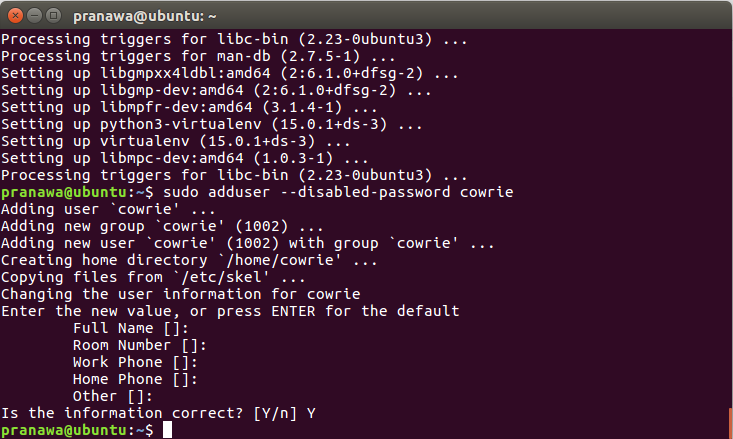 pranawa@ubuntu: ~
Processing triggers for libc-bin (2.23-0ubuntu3) ...
Processing triggers for man-db (2.7.5-1) ...
Setting up libgmpxx4ldbl:amd64 (2:6.1.0+dfsg-2) ...
Setting up libgmp-dev:amd64 (2:6.1.0+dfsg-2) ...
Setting up libmpfr-dev:amd64 (3.1.4-1) ...
Setting up python3-virtualenv (15.0.1+ds-3) ...
Setting up virtualenv (15.0.1+ds-3) ...
Setting up libmpc-dev:amd64 (1.0.3-1) ...
Processing triggers for libc-bin (2.23-0ubuntu3) ...
pranawa@ubuntu:~$ sudo adduser --disabled-password cowrie
Adding user `cowrie' ...
Adding new group `cowrie' (1002) ...
Adding new user `cowrie' (1002) with group `cowrie' ...
Creating home directory `/home/cowrie' ...
Copying files from `/etc/skel' ...
Changing the user information for cowrie
Enter the new value, or press ENTER for the default
Full Name []:
Room Number []:
Work Phone []:
Home Phone []:
Other []:
Is the information correct? [Y/n] Y
pranawa@ubuntu:~$